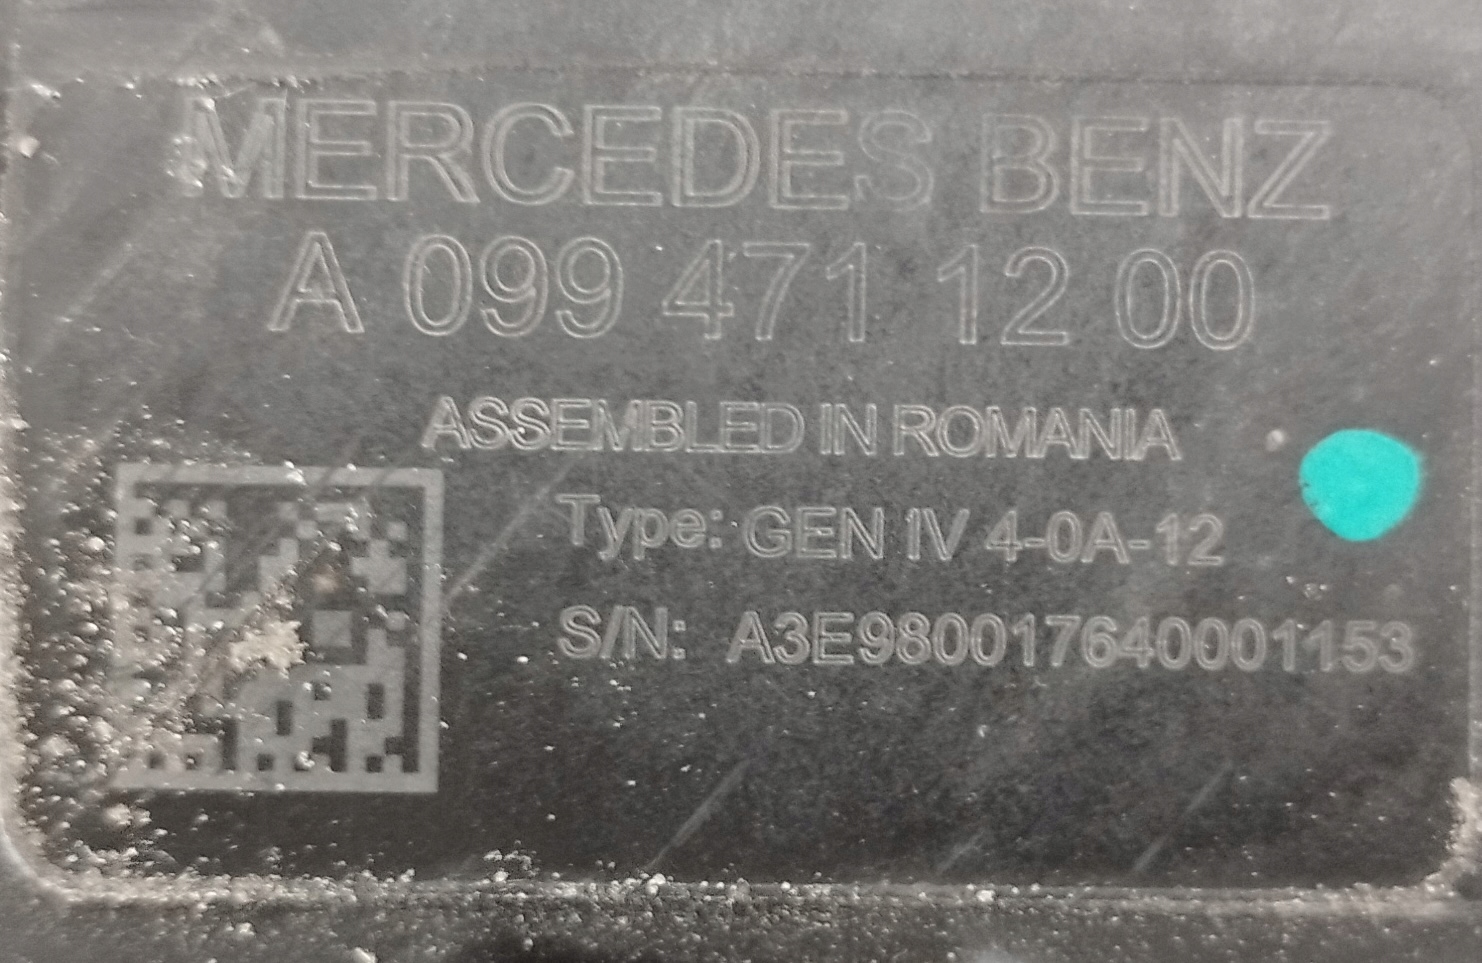 MERCEDES BENZ
A 099 471 12 00
ASSEMBLED IN ROMANIA
Type: GEN IV 4-0A-12
S/N: A3E980017640001153